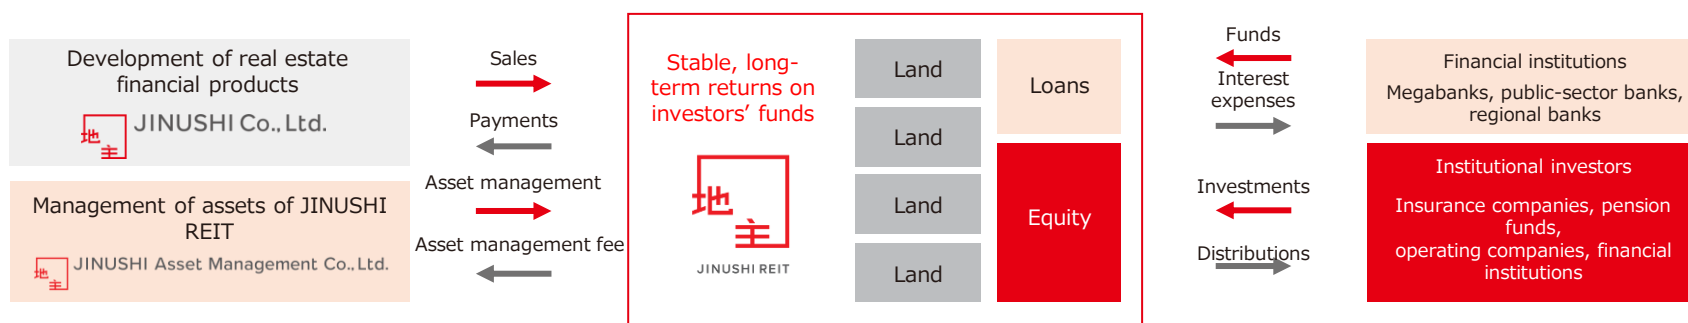 Development of real estate
financial products
地主
JINUSHI Co., Ltd.
Management of assets of JINUSHI
REIT
地主
JINUSHI Asset Management Co., Ltd.
Sales
Payments
Asset management
Asset management fee
Stable, long-
term returns on
investors’ funds
地主
JINUSHI REIT
Land
Land
Land
Land
Loans
Equity
Funds
Interest
expenses
Investments
Distributions
Financial institutions
Megabanks, public-sector banks,
regional banks
Institutional investors
Insurance companies, pension
funds,
operating companies, financial
institutions